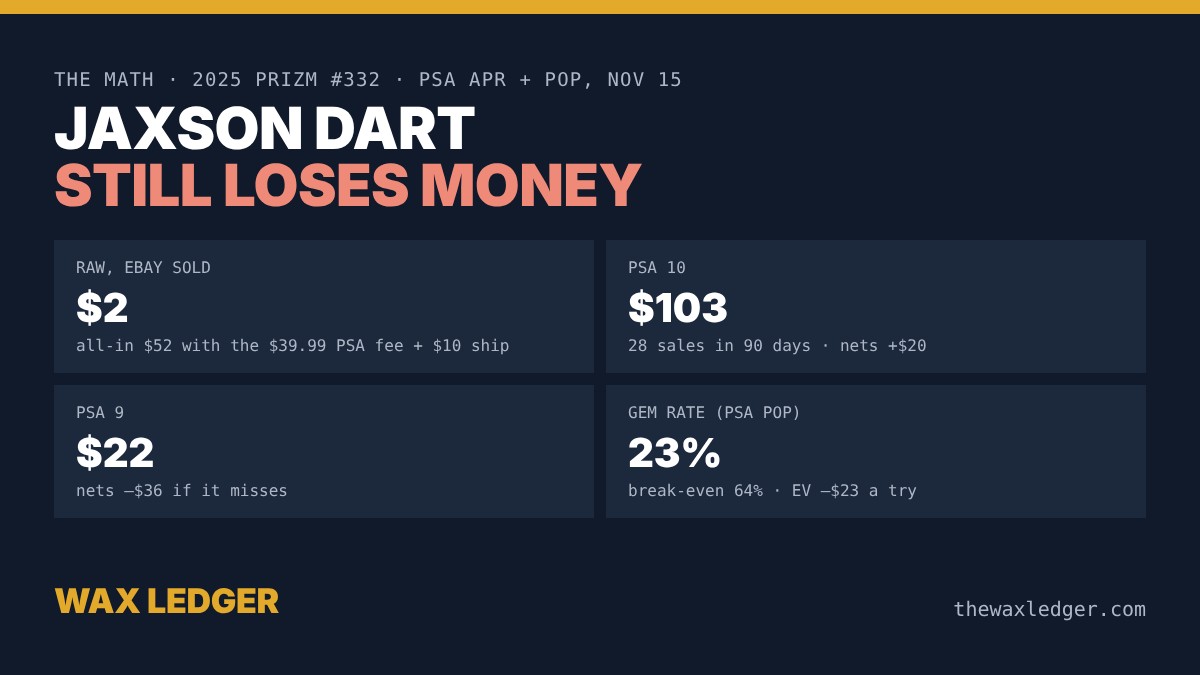 THE MATH · 2025 PRIZM #332 · PSA APR + POP, NOV 15
JAXSON DART
STILL LOSES MONEY
RAW, EBAY SOLD
$2
all-in $52 with the $39.99 PSA fee + $10 ship
PSA 10
$103
28 sales in 90 days · nets +$20
PSA 9
$22
nets −$36 if it misses
GEM RATE (PSA POP)
23%
break-even 64% · EV −$23 a try
WAX LEDGER
thewaxledger.com